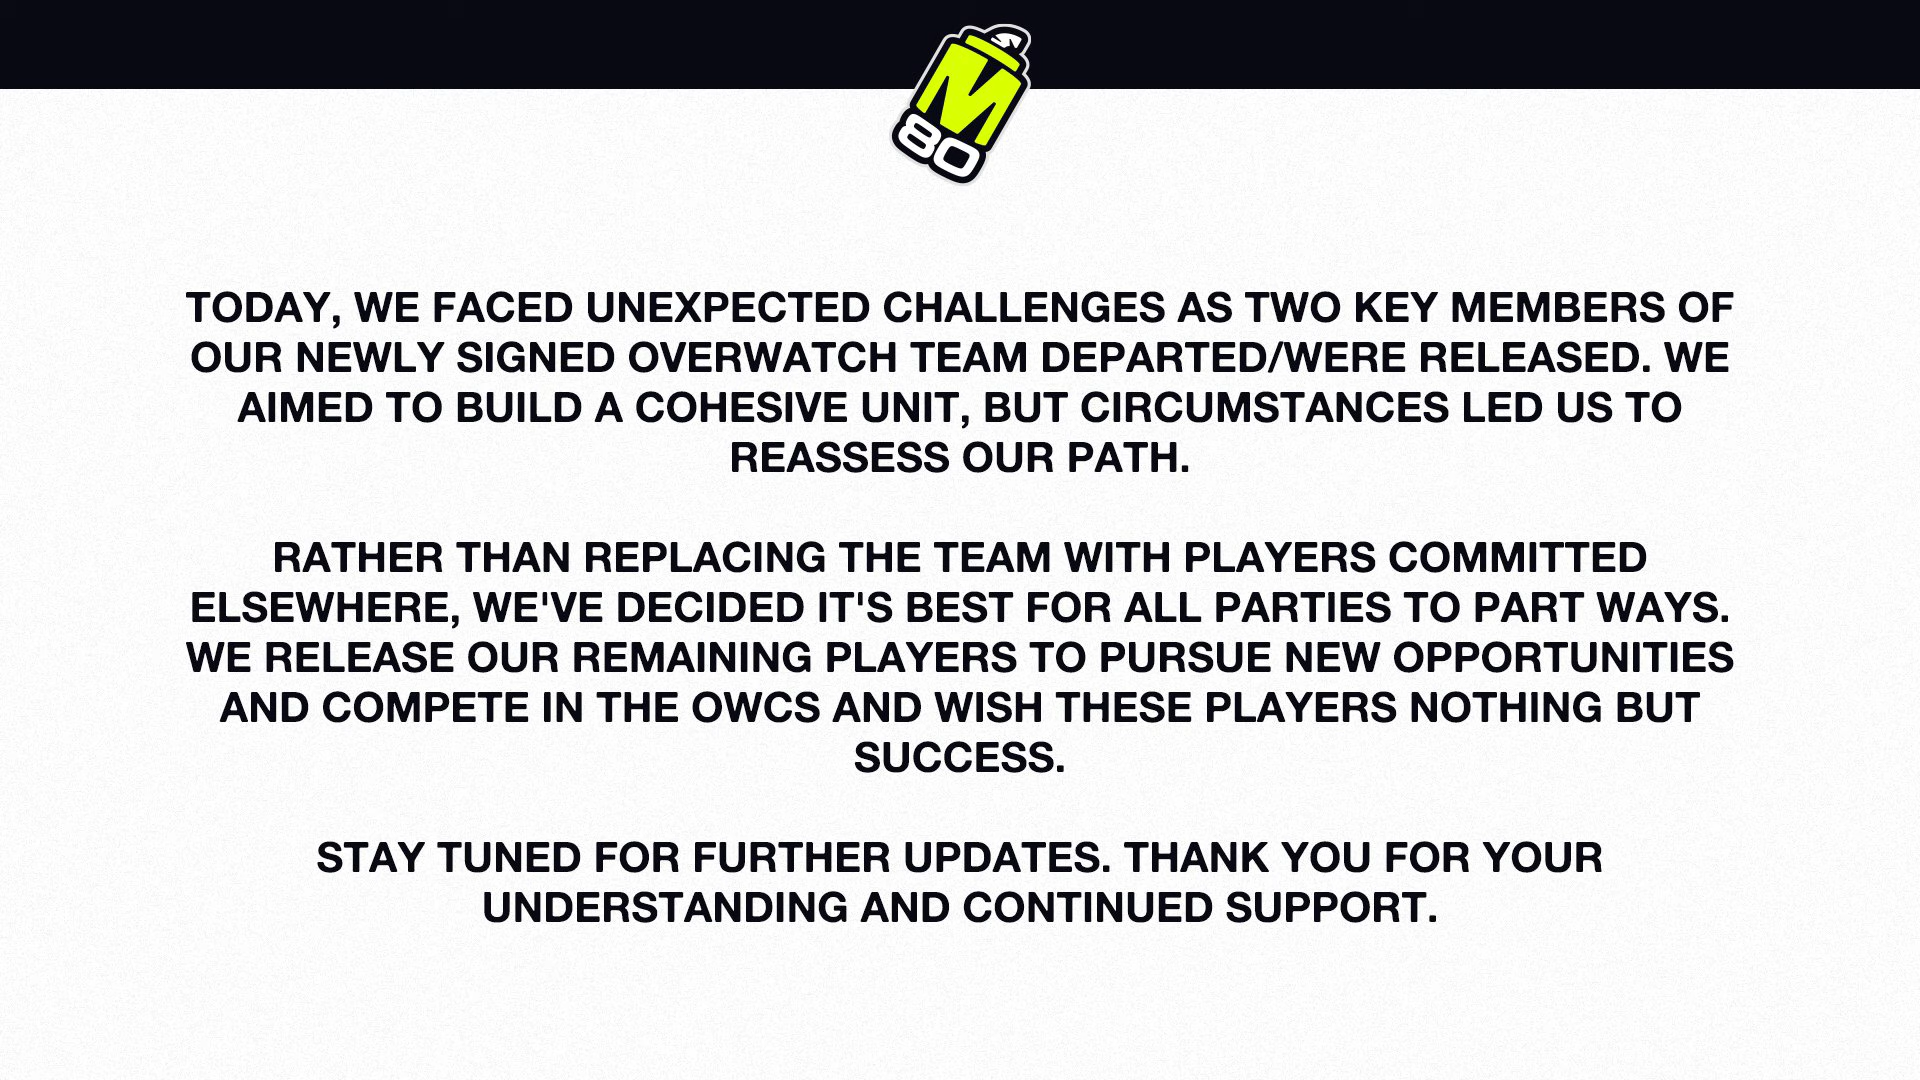 M
80
TODAY, WE FACED UNEXPECTED CHALLENGES AS TWO KEY MEMBERS OF
OUR NEWLY SIGNED OVERWATCH TEAM DEPARTED/WERE RELEASED. WE
AIMED TO BUILD A COHESIVE UNIT, BUT CIRCUMSTANCES LED US TO
REASSESS OUR PATH.
RATHER THAN REPLACING THE TEAM WITH PLAYERS COMMITTED
ELSEWHERE, WE'VE DECIDED IT'S BEST FOR ALL PARTIES TO PART WAYS.
WE RELEASE OUR REMAINING PLAYERS TO PURSUE NEW OPPORTUNITIES
AND COMPETE IN THE OWCS AND WISH THESE PLAYERS NOTHING BUT
SUCCESS.
STAY TUNED FOR FURTHER UPDATES. THANK YOU FOR YOUR
UNDERSTANDING AND CONTINUED SUPPORT.